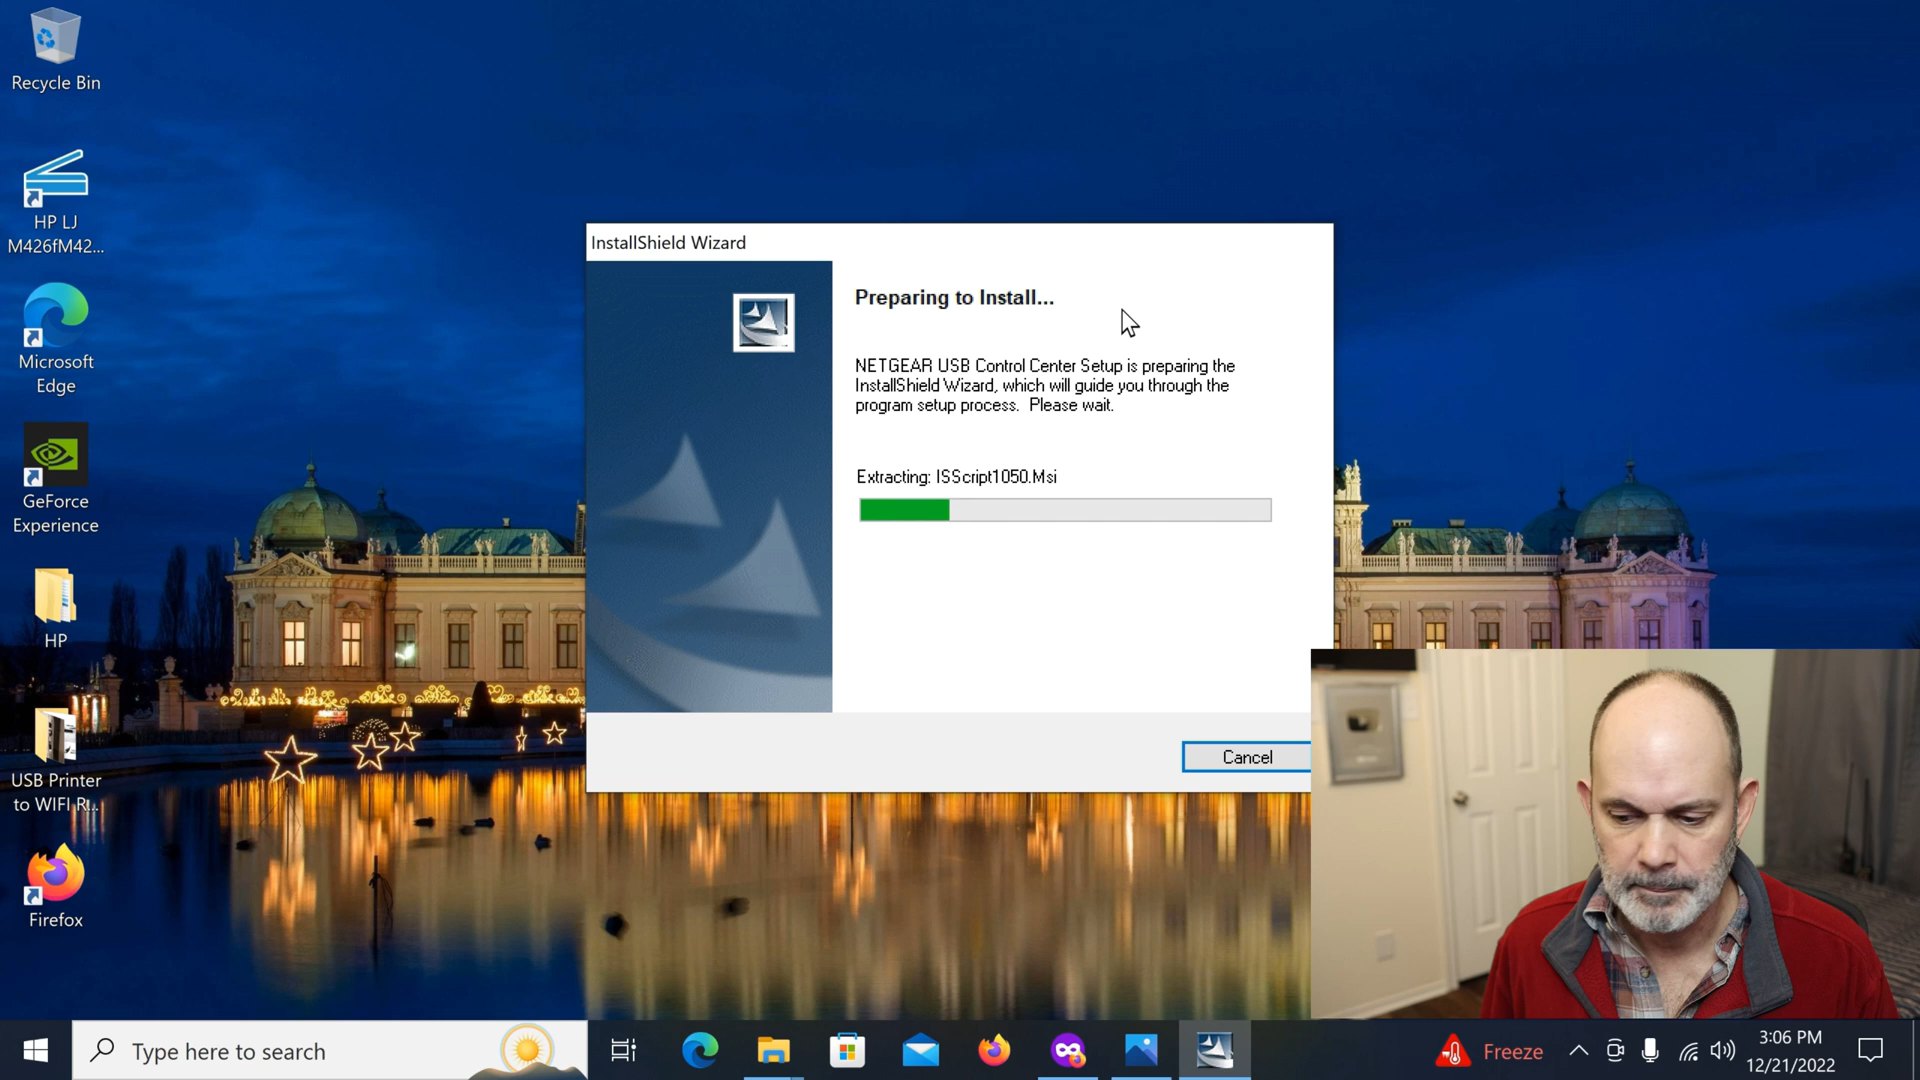 Recycle Bin
HP LJ
M426fM42...
Microsoft
Edge
GeForce
Experience
HP
USB Printer
to WIFI R...
Firefox
InstallShield Wizard
Preparing to Install...
NETGEAR USB Control Center Setup is preparing the
InstallShield Wizard, which will guide you through the
program setup process. Please wait.
Extracting: ISScript1050.Msi
Cancel
Type here to search
Freeze
3:06 PM
12/21/2022